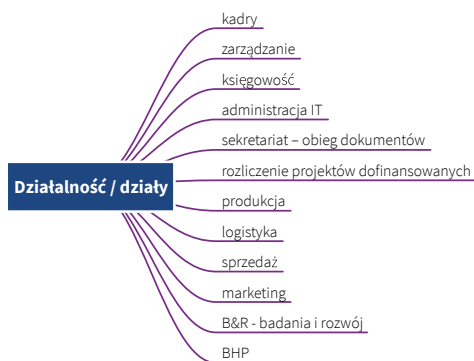 kadry
zarządzanie
księgowość
administracja IT
sekretariat – obieg dokumentów
rozliczenie projektów dofinansowanych
Działalność / działy
produkcja
logistyka
sprzedaż
marketing
B&R - badania i rozwój
BHP